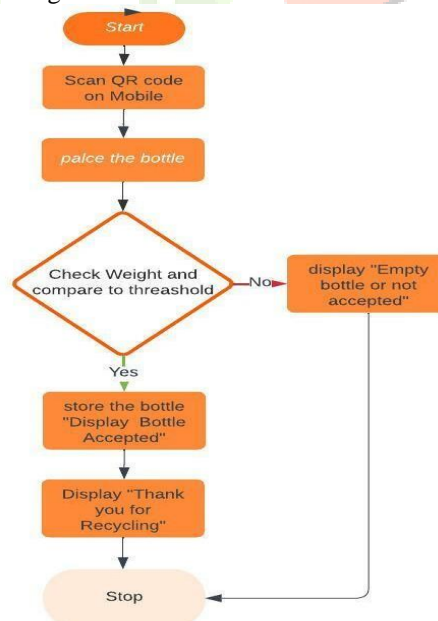 Start
Scan QR code
on Mobile
palce the bottle
Check Weight and
compare to threashold
No
display "Empty
bottle or not
accepted"
Yes
store the bottle
"Display Bottle
Accepted"
Display "Thank
you for
Recycling"
Stop